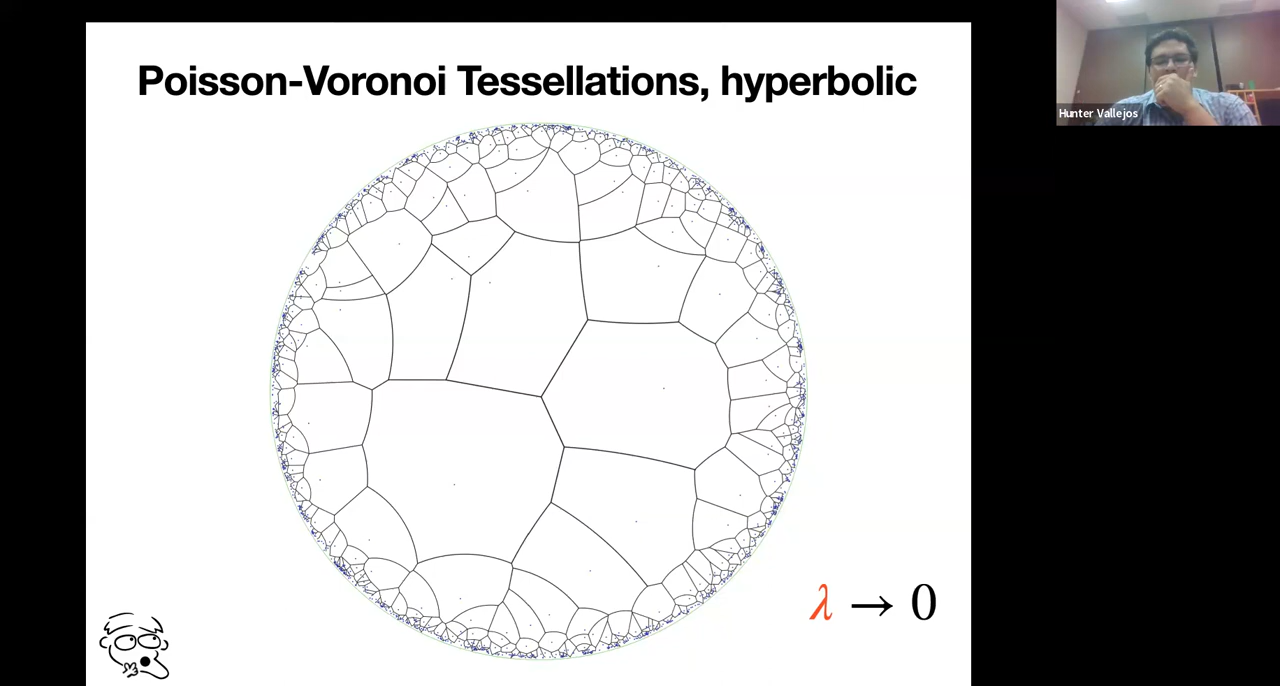 Poisson-Voronoi Tessellations, hyperbolic
Hunter Vallejos
λ → 0